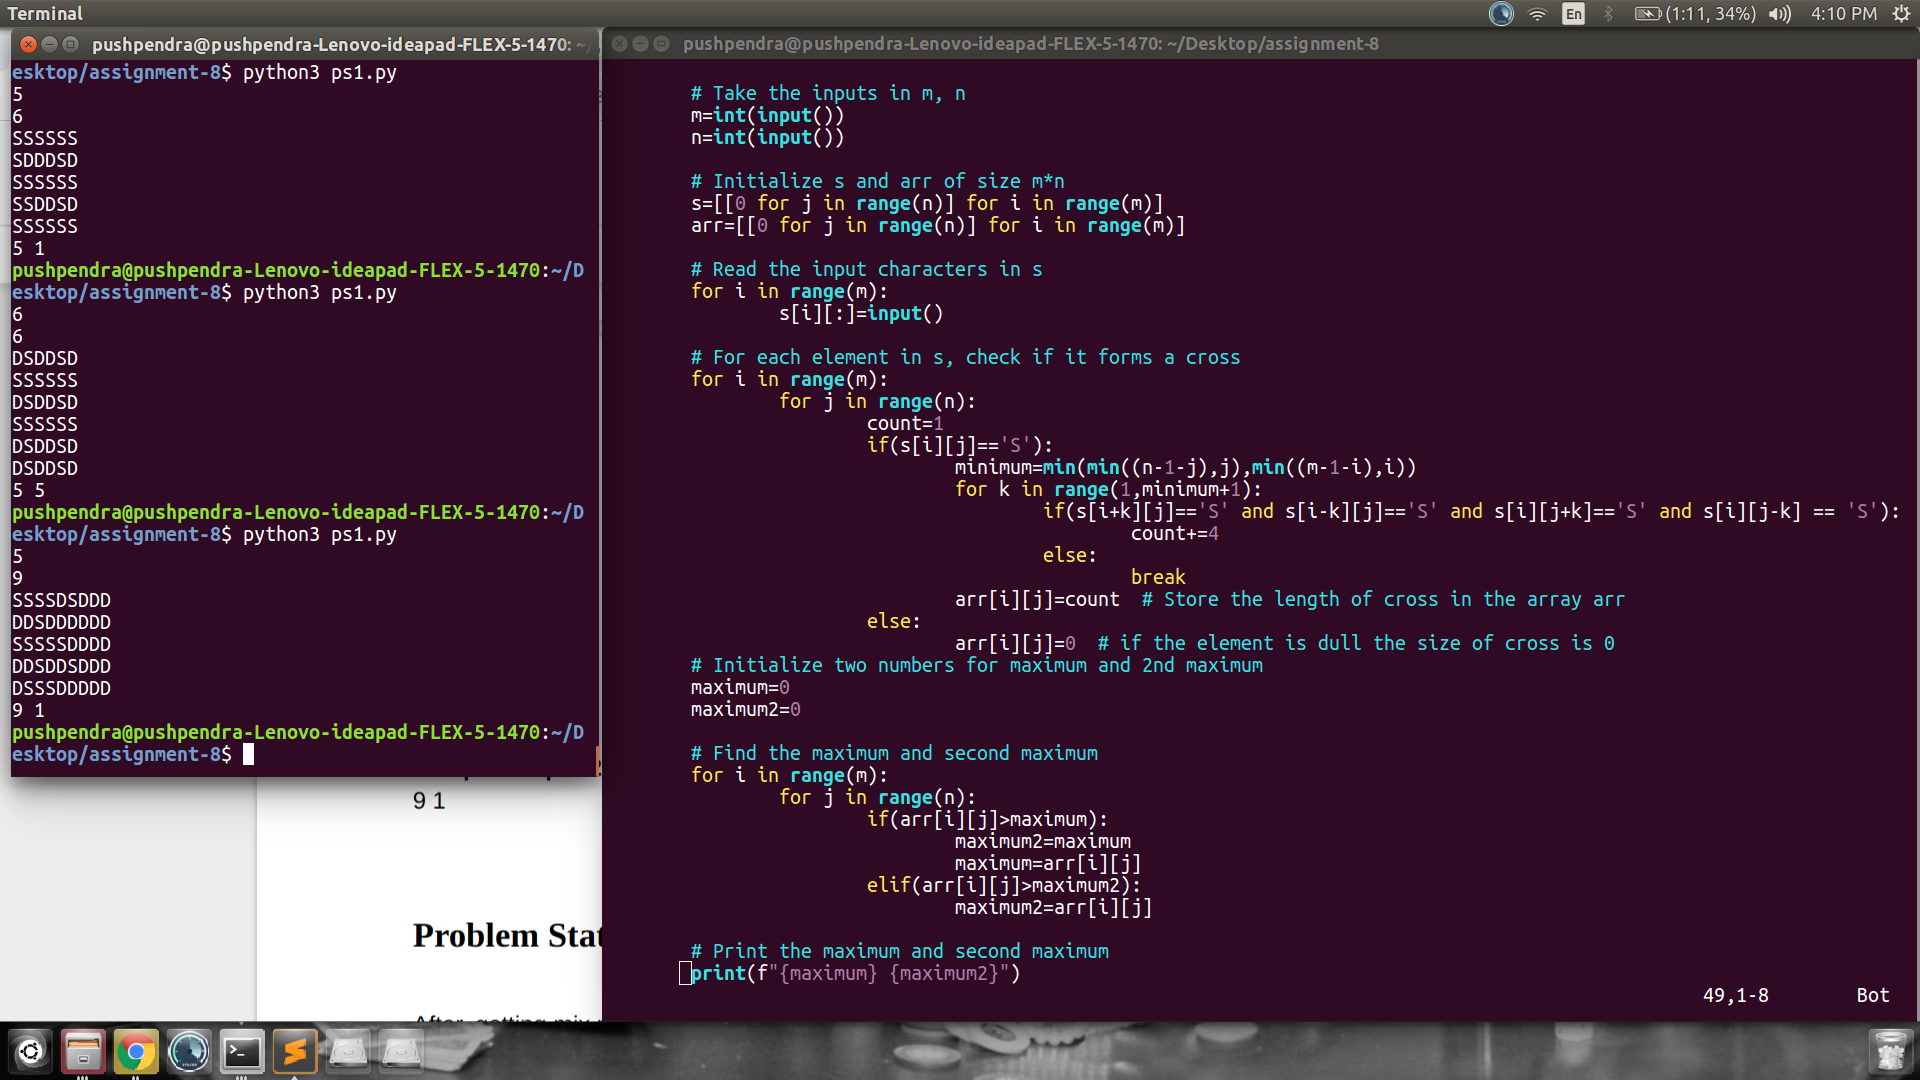 Terminal
En
(1:11, 34%)
4:10 PM
pushpendra@pushpendra-Lenovo-ideapad-FLEX-5-1470: ~/
esktop/assignment-8$ python3 ps1.py
5
6
SSSSSS
SDDDSD
SSSSSS
SSDDSD
SSSSSS
5 1
pushpendra@pushpendra-Lenovo-ideapad-FLEX-5-1470:~/D
esktop/assignment-8$ python3 ps1.py
6
6
DSDDSD
SSSSSS
DSDDSD
SSSSSS
DSDDSD
DSDDSD
5 5
pushpendra@pushpendra-Lenovo-ideapad-FLEX-5-1470:~/D
esktop/assignment-8$ python3 ps1.py
5
9
SSSSDSDDD
DDSDDDDDD
SSSSSDDDD
DDSDDSDDD
DSSSDDDDD
9 1
pushpendra@pushpendra-Lenovo-ideapad-FLEX-5-1470:~/D
esktop/assignment-8$
9 1
Problem Stat
After getting mix
pushpendra@pushpendra-Lenovo-ideapad-FLEX-5-1470: ~/Desktop/assignment-8
# Take the inputs in m, n
m=int(input())
n=int(input())
# Initialize s and arr of size m*n
s=[[0 for j in range(n)] for i in range(m)]
arr=[[0 for j in range(n)] for i in range(m)]
# Read the input characters in s
for i in range(m):
s[i][:]=input()
# For each element in s, check if it forms a cross
for i in range(m):
for j in range(n):
count=1
if(s[i][j]=='S'):
minimum=min(min((n-1-j),j),min((m-1-i),i))
for k in range(1,minimum+1):
if(s[i+k][j]=='S' and s[i-k][j]=='S' and s[i][j+k]=='S' and s[i][j-k] == 'S'):
count+=4
else:
break
arr[i][j]=count # Store the length of cross in the array arr
else:
arr[i][j]=0 # if the element is dull the size of cross is 0
# Initialize two numbers for maximum and 2nd maximum
maximum=0
maximum2=0
# Find the maximum and second maximum
for i in range(m):
for j in range(n):
if(arr[i][j]>maximum):
maximum2=maximum
maximum=arr[i][j]
elif(arr[i][j]>maximum2):
maximum2=arr[i][j]
# Print the maximum and second maximum
print(f"{maximum} {maximum2}")
49,1-8
Bot